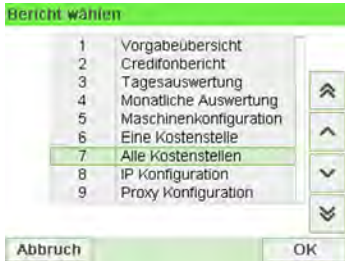 Bericht wählen
1 Vorgabeübersicht
2 Credifonbericht
3 Tagesauswertung
4 Monatliche Auswertung
5 Maschinenkonfiguration
6 Eine Kostenstelle
7 Alle Kostenstellen
8 IP Konfiguration
9 Proxy Konfiguration
Abbruch OK